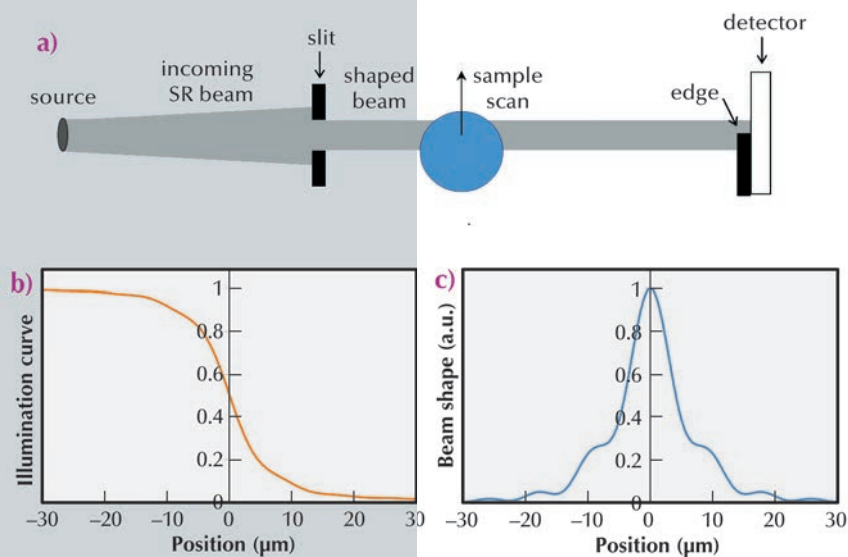 a)
slit
detector
incoming
SR beam
shaped
beam
sample
scan
source
edge
b)
Illumination curve
1
0.8
0.6
0.4
0.2
0
–30
–20
–10
0
10
20
30
Position (µm)
c)
Beam shape (a.u.)
1
0.8
0.6
0.4
0.2
0
–30
–20
–10
0
10
20
30
Position (µm)